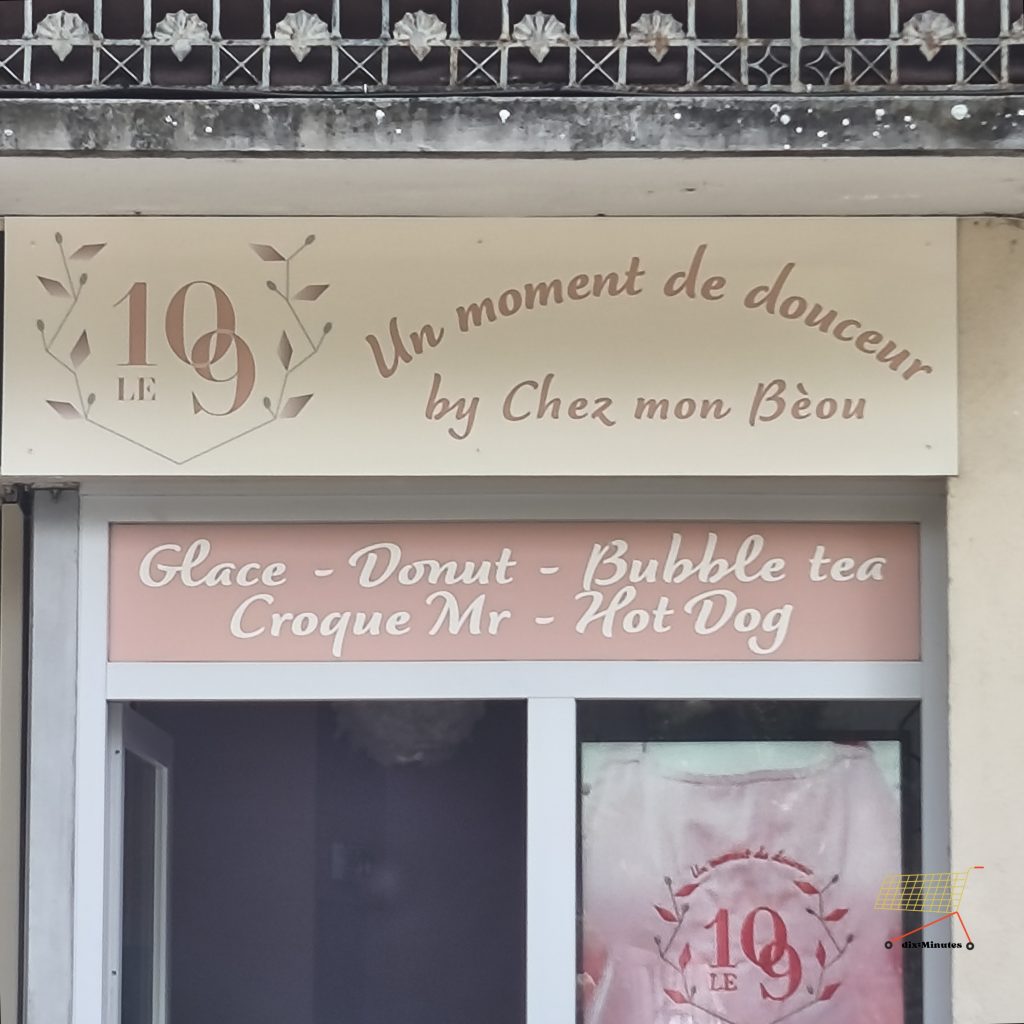 LE 109
Un moment de douceur
by Chez mon Bèou
Glace - Donut - Bubble tea
Croque Mr - Hot Dog
Un moment de douceur
LE 109
dixMinutes